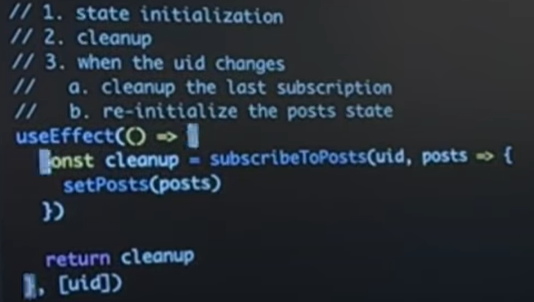 // 1. state initialization
// 2. cleanup
// 3. when the uid changes
//   a. cleanup the last subscription
//   b. re-initialize the posts state
useEffect(() => {
  const cleanup = subscribeToPosts(uid, posts => {
    setPosts(posts)
  })

  return cleanup
}, [uid])